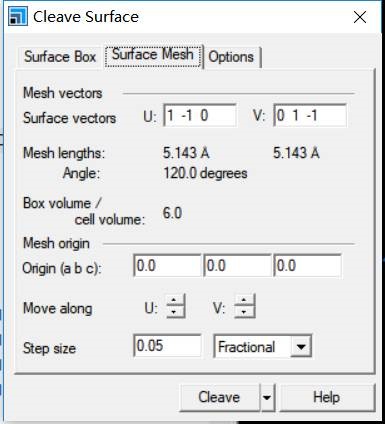 Cleave Surface
Surface Box Surface Mesh Options
Mesh vectors
Surface vectors U: 1 -1 0 V: 0 1 -1
Mesh lengths: 5.143 Å 5.143 Å
Angle: 120.0 degrees
Box volume /
cell volume: 6.0
Mesh origin
Origin (a b c): 0.0 0.0 0.0
Move along U: V:
Step size 0.05 Fractional
Cleave Help